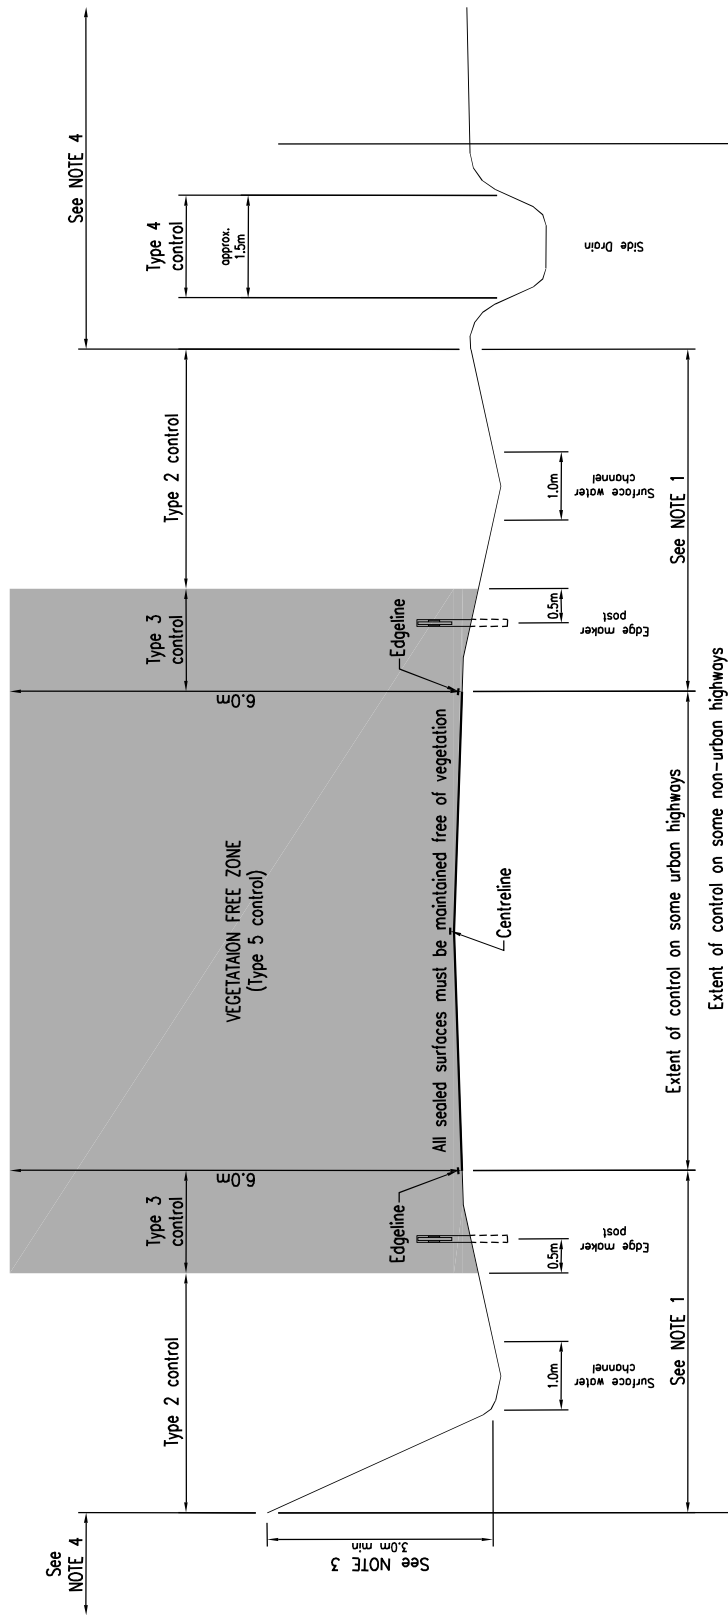 See
NOTE 4
See NOTE 4
Type 2 control
Type 3
control
Type 3
control
Type 2 control
Type 4
control
approx.
1.5m
6.0m
6.0m
VEGETATAION FREE ZONE
(Type 5 control)
See NOTE 3
3.0m min
Edgeline
All sealed surfaces must be maintained free of vegetation
Edgeline
Centreline
1.0m
Surface water
channel
0.5m
Edge maker
post
0.5m
Edge maker
post
1.0m
Surface water
channel
Side Drain
See NOTE 1
Extent of control on some urban highways
See NOTE 1
Extent of control on some non-urban highways